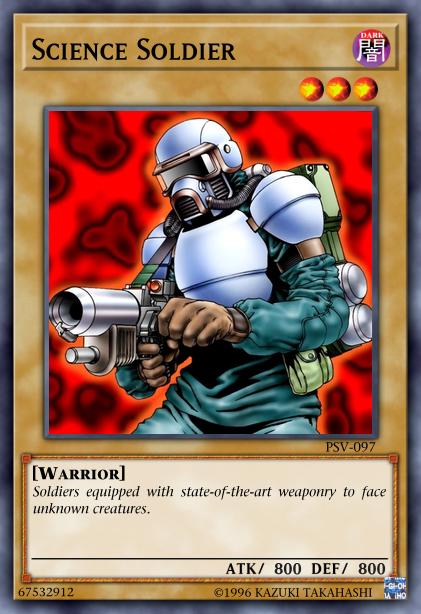 SCIENCE SOLDIER
DARK
闇
PSV-097
[WARRIOR]
Soldiers equipped with state-of-the-art weaponry to face
unknown creatures.
ATK/ 800 DEF/ 800
67532912
©1996 KAZUKI TAKAHASHI